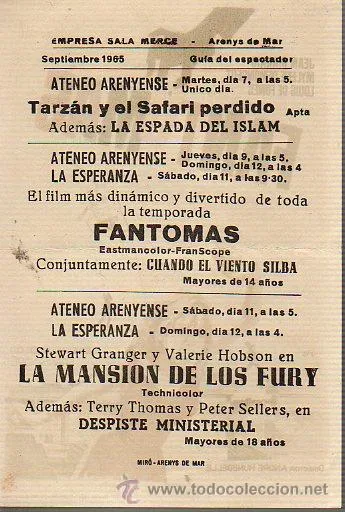 EMPRESA SALA MERCE - Arenys de Mar
Septiembre 1965 Guía del espectador
ATENEO ARENYENSE - Martes, día 7, a las 5.
Unico día.
Tarzán y el Safari perdido Apta
Además: LA ESPADA DEL ISLAM
ATENEO ARENYENSE - Jueves, día 9, a las 5.
Domingo, día 12, a las 4
LA ESPERANZA - Sábado, día 11, a las 9·30.
El film más dinámico y divertido de toda
la temporada
FANTOMAS
Eastmancolor-FranScope
Conjuntamente: CUANDO EL VIENTO SILBA
Mayores de 14 años
ATENEO ARENYENSE - Sábado, día 11, a las 5.
LA ESPERANZA - Domingo, día 12, a las 4.
Stewart Granger y Valerie Hobson en
LA MANSION DE LOS FURY
Technicolor
Además: Terry Thomas y Peter Sellers, en
DESPISTE MINISTERIAL
Mayores de 18 años
MIRÓ-ARENYS DE MAR
todocoleccion
www.todocoleccion.net